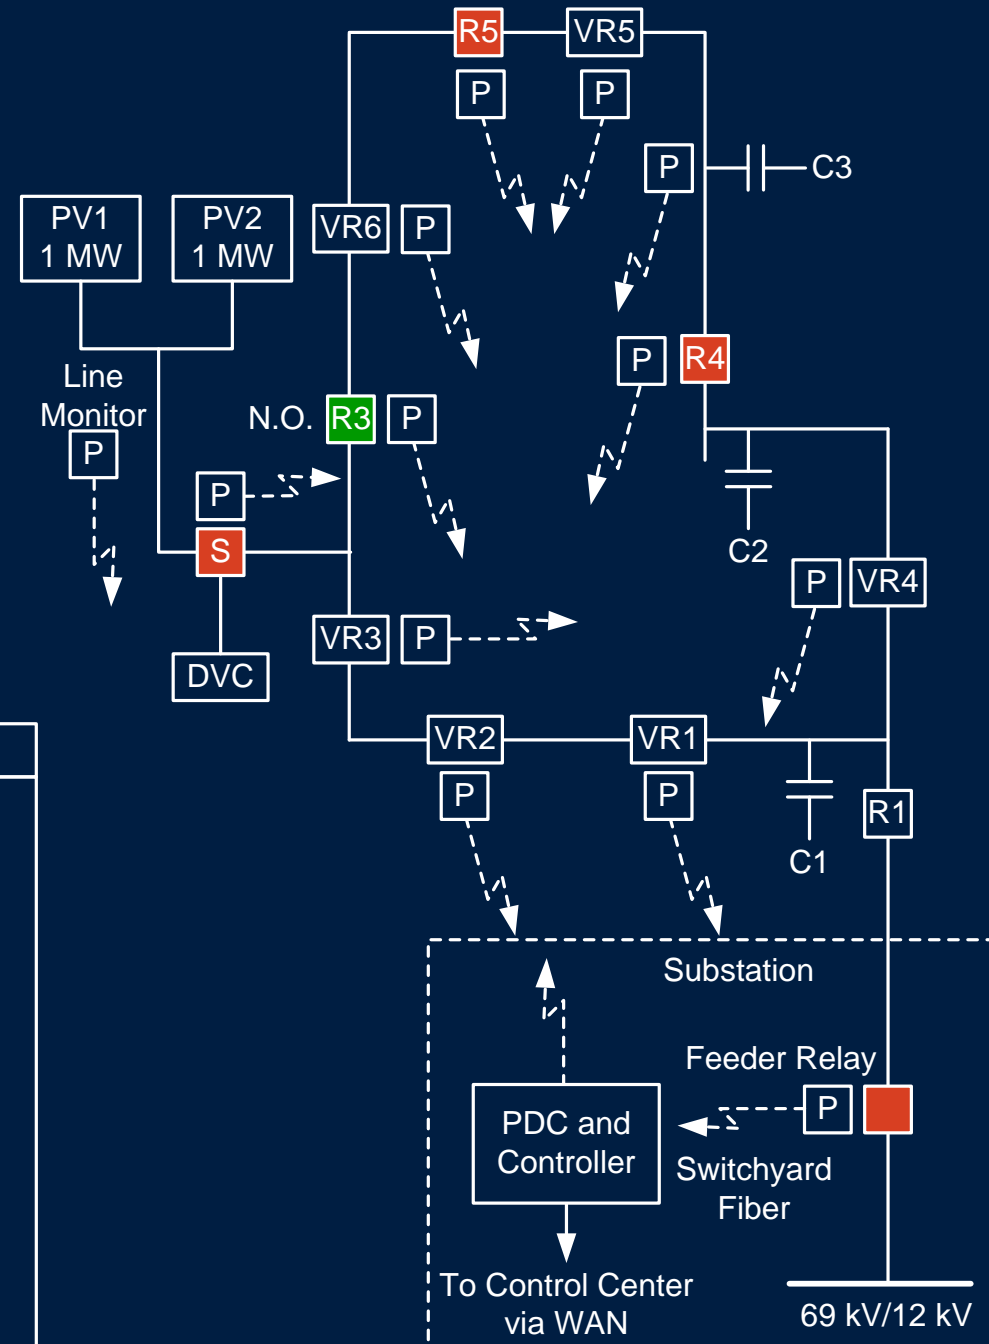 R5
VR5
P
P
P
C3
PV1
1 MW
PV2
1 MW
VR6
P
Line
Monitor
P
P
R4
N.O.
R3
P
P
S
C2
P
VR4
VR3
P
DVC
VR2
VR1
P
P
R1
C1
Substation
Feeder Relay
P
PDC and
Controller
Switchyard
Fiber
To Control Center
via WAN
69 kV/12 kV